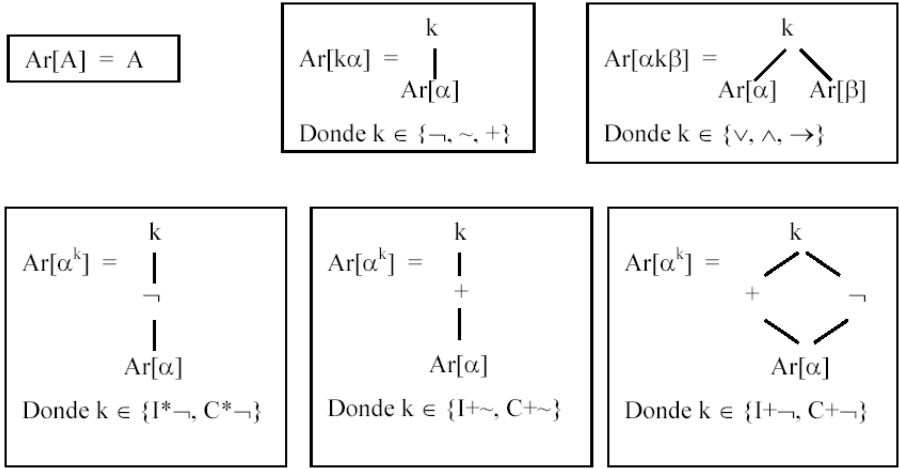 Ar[A] = A
k
Ar[kα] =
Ar[α]
Donde k ∈ {¬, ~, +}
k
Ar[αkβ] =
Ar[α] Ar[β]
Donde k ∈ {∨, ∧, →}
k
Ar[α^k] =
¬
Ar[α]
Donde k ∈ {I*¬, C*¬}
k
Ar[α^k] =
+
Ar[α]
Donde k ∈ {I+~, C+~}
k
Ar[α^k] =
+ ¬
Ar[α]
Donde k ∈ {I+¬, C+¬}